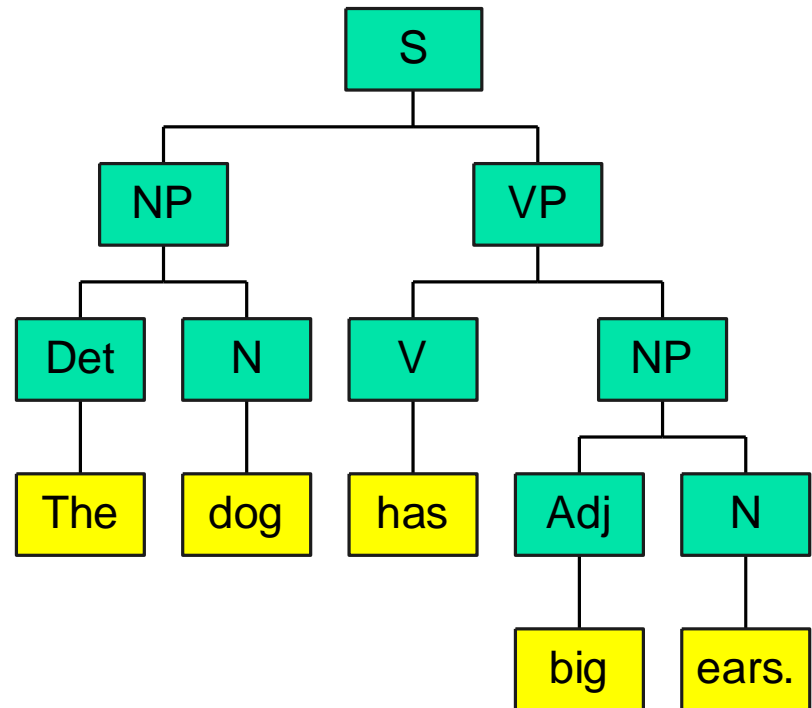 S
NP VP
Det N V NP
The dog has Adj N
big ears.